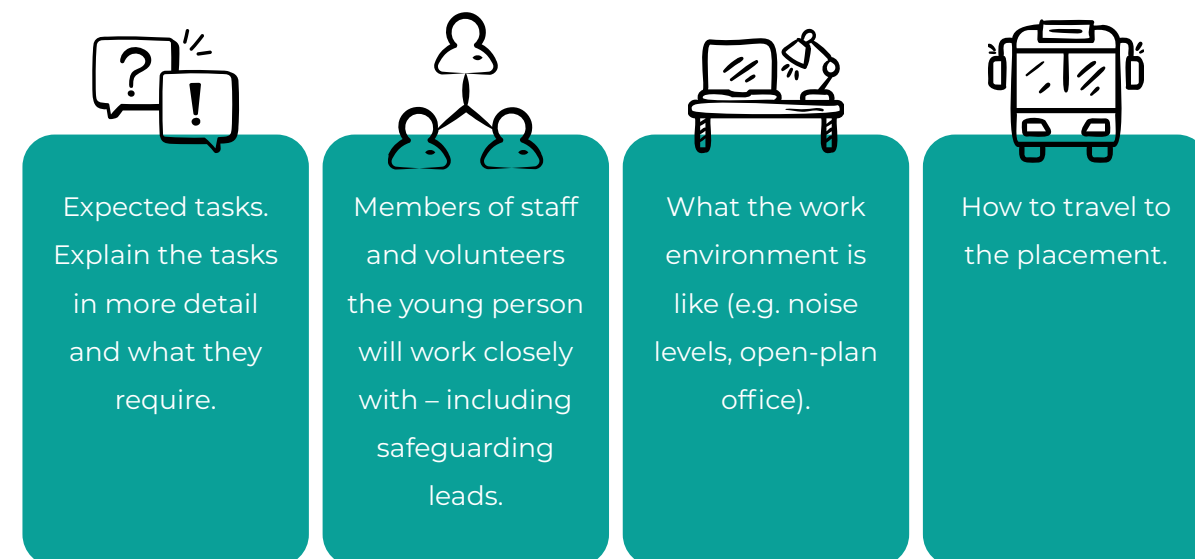 Expected tasks.
Explain the tasks
in more detail
and what they
require.
Members of staff
and volunteers
the young person
will work closely
with – including
safeguarding
leads.
What the work
environment is
like (e.g. noise
levels, open-plan
office).
How to travel to
the placement.